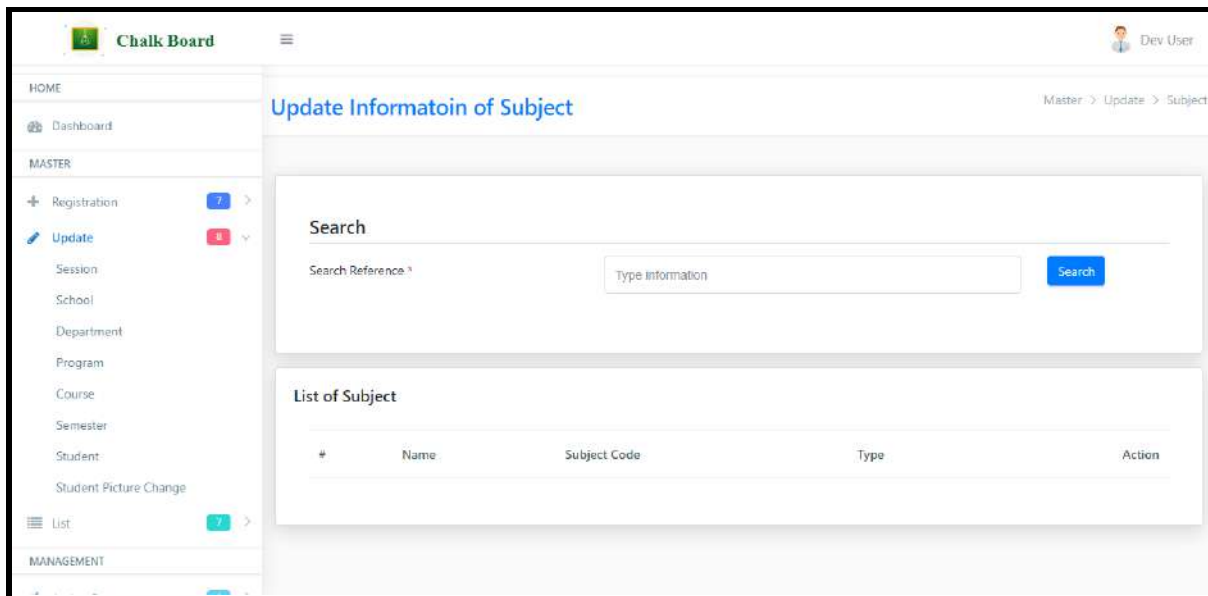 Chalk Board
Dev User
HOME
Dashboard
MASTER
Registration 7
Update 8
Session
School
Department
Program
Course
Semester
Student
Student Picture Change
List 7
MANAGEMENT
Update Informatoin of Subject
Master > Update > Subject
Search
Search Reference *
Type information
Search
List of Subject
# Name Subject Code Type Action